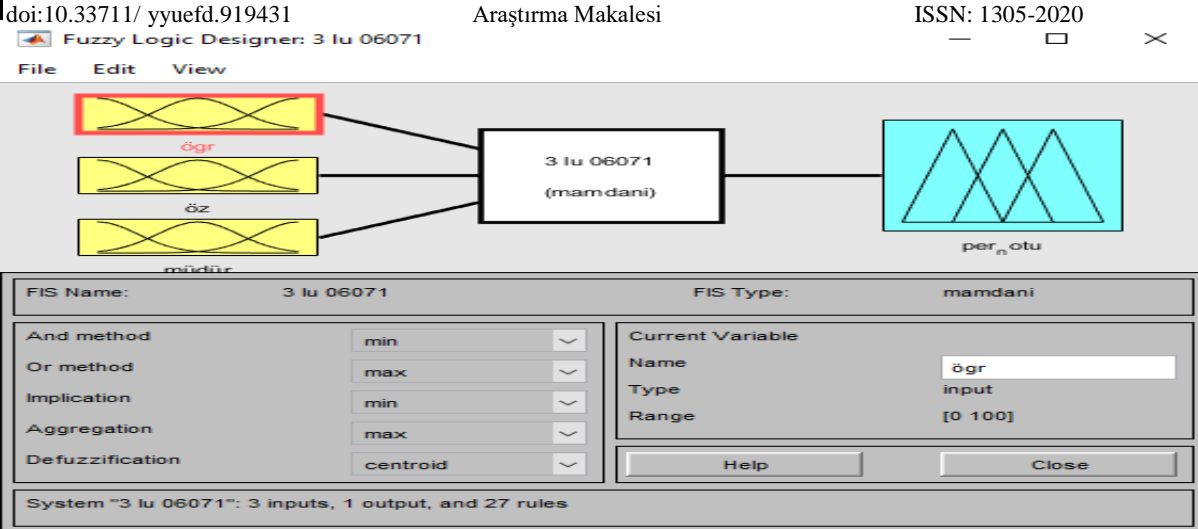 doi:10.33711/ yyuefd.919431 Araştırma Makalesi ISSN: 1305-2020
Fuzzy Logic Designer: 3 lu 06071
File Edit View
ögr
öz
müdür
3 lu 06071
(mamdani)
per_n otu
FIS Name: 3 lu 06071 FIS Type: mamdani
And method min
Or method max
Implication min
Aggregation max
Defuzzification centroid
Current Variable
Name ögr
Type input
Range [0 100]
Help Close
System "3 lu 06071": 3 inputs, 1 output, and 27 rules